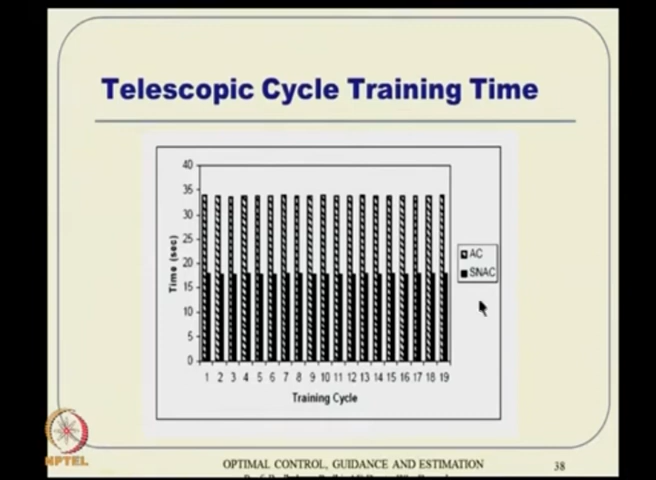 Telescopic Cycle Training Time
40
35
30
25
20
15
10
5
0
Time (sec)
1 2 3 4 5 6 7 8 9 10 11 12 13 14 15 16 17 18 19
Training Cycle
AC
SNAC
NPTEL
OPTIMAL CONTROL, GUIDANCE AND ESTIMATION
38